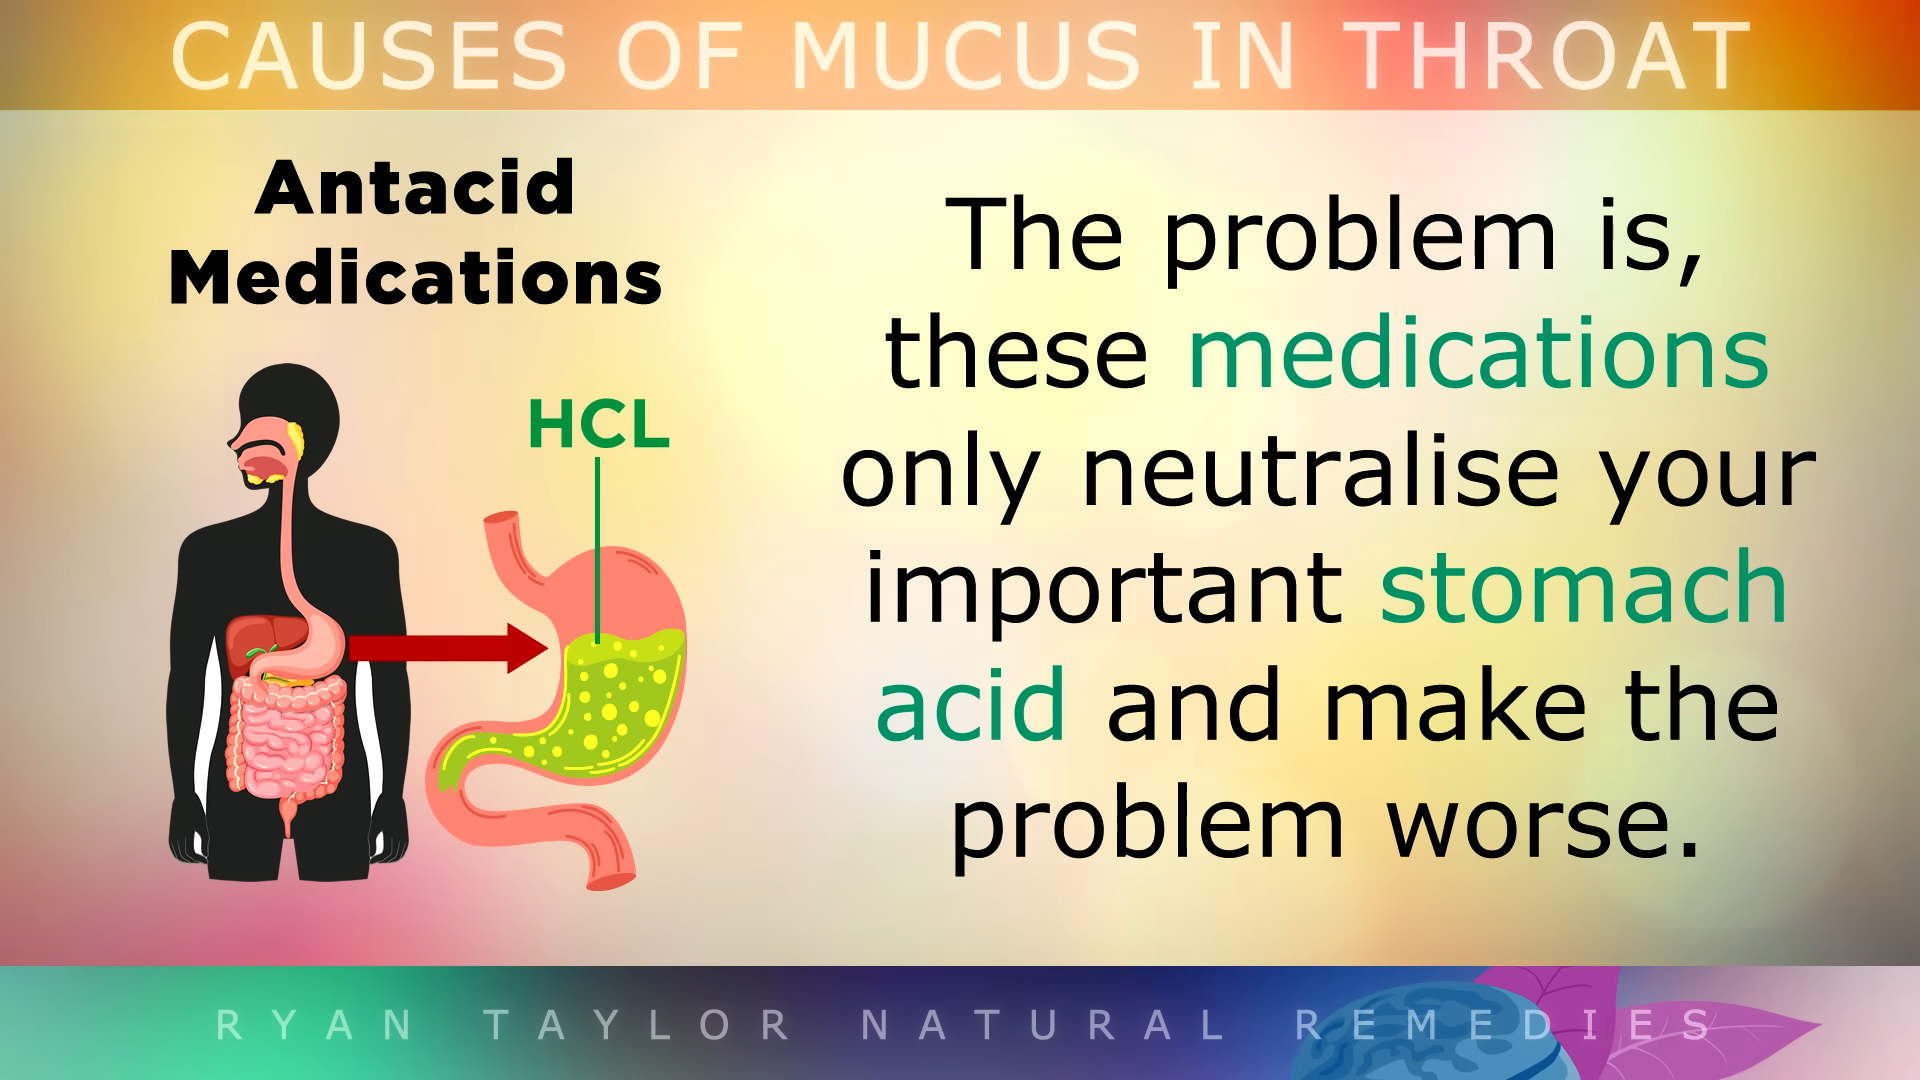 CAUSES OF MUCUS IN THROAT
Antacid
Medications
HCL
The problem is,
these medications
only neutralise your
important stomach
acid and make the
problem worse.
RYAN TAYLOR NATURAL REMEDIES